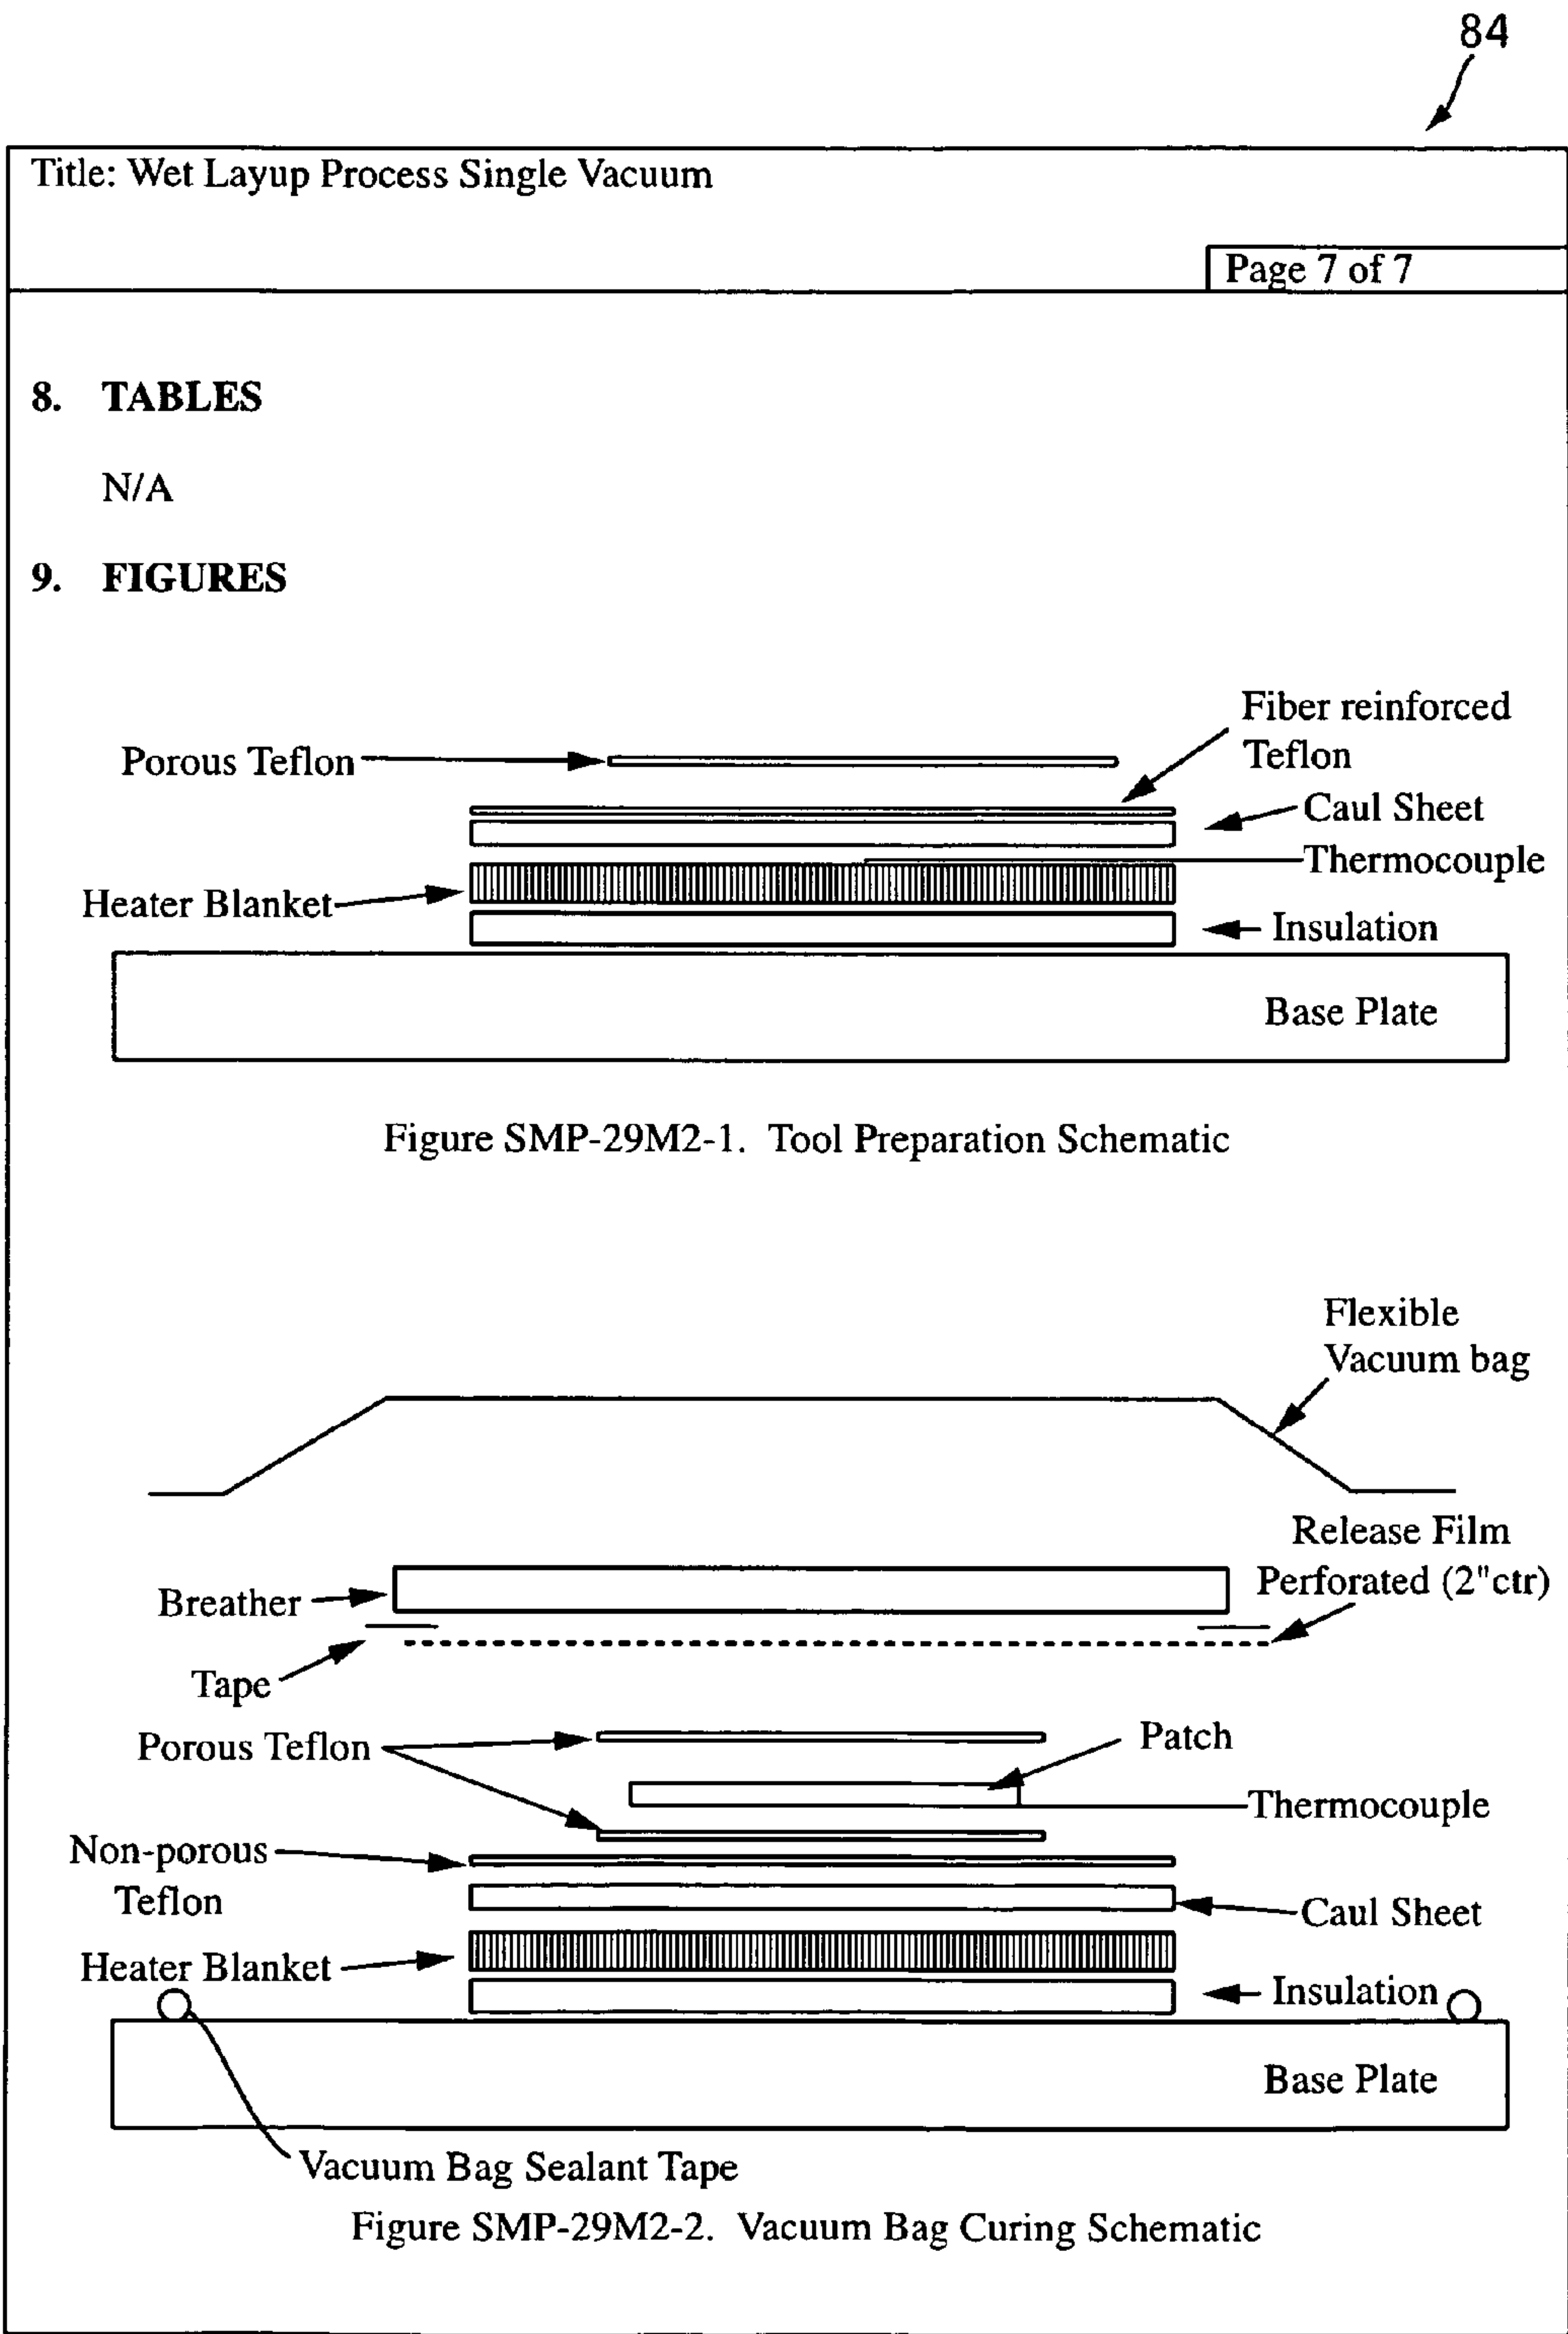 84
Title: Wet Layup Process Single Vacuum
Page 7 of 7
8. TABLES
N/A
9. FIGURES
Fiber reinforced
Teflon
Porous Teflon
Caul Sheet
Thermocouple
Heater Blanket
Insulation
Base Plate
Figure SMP-29M2-1. Tool Preparation Schematic
Flexible
Vacuum bag
Release Film
Perforated (2"ctr)
Breather
Tape
Porous Teflon
Patch
Thermocouple
Non-porous
Teflon
Caul Sheet
Heater Blanket
Insulation
Base Plate
Vacuum Bag Sealant Tape
Figure SMP-29M2-2. Vacuum Bag Curing Schematic